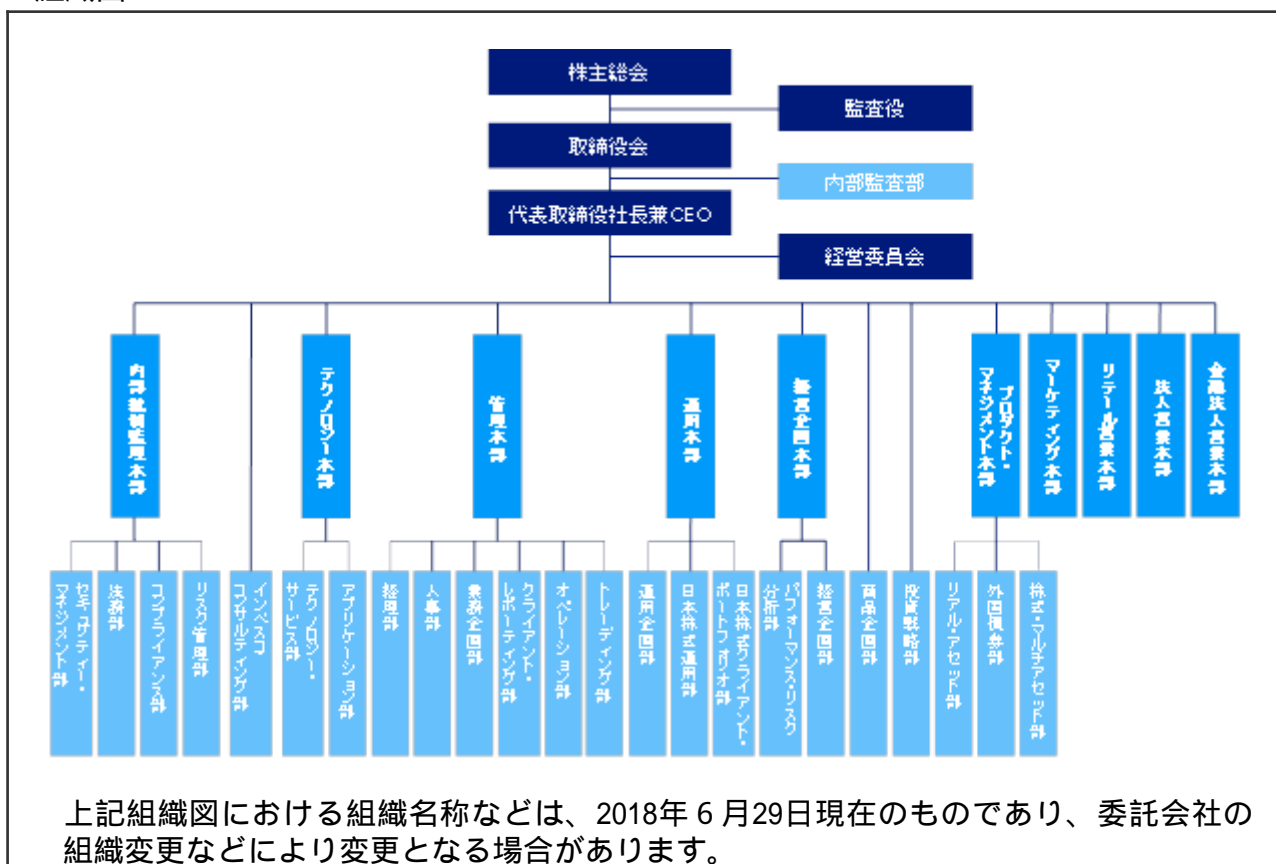 株主総会
監査役
取締役会
内部監査部
代表取締役社長兼CEO
経営委員会
内部統制監理本部
テクノロジー本部
管理本部
運用本部
経営企画本部
プロダクト・
マネジメント本部
マーケティング本部
リテール営業本部
法人営業本部
金融法人営業本部
セキュリティー・
マネジメント部
法務部
コンプライアンス部
リスク管理部
インベスコ
コンサルティング部
テクノロジー・
サービス部
アプリケーション部
経理部
人事部
業務企画部
クライアント・
レポーティング部
オペレーション部
トレーディング部
運用企画部
日本株式運用部
日本株式クライアント・
ポートフォリオ部
パフォーマンス・リスク
分析部
経営企画部
商品企画部
投資戦略部
リアル・アセット部
外国債券部
株式・マルチアセット部
上記組織図における組織名称などは、2018年6月29日現在のものであり、委託会社の
組織変更などにより変更となる場合があります。